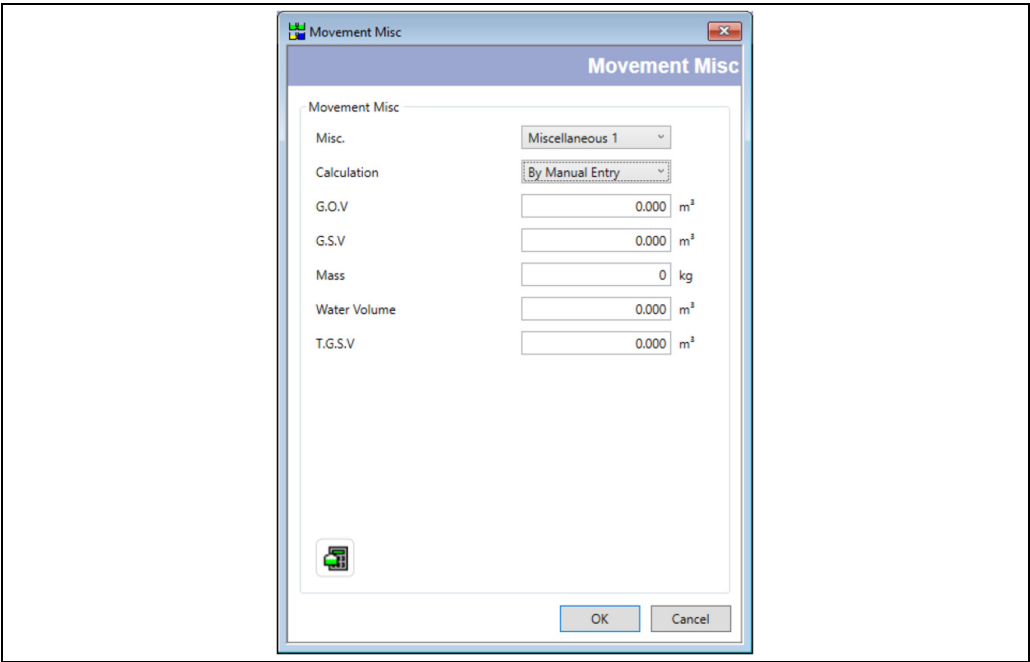 Movement Misc
Movement Misc
Movement Misc
Misc. Miscellaneous 1
Calculation By Manual Entry
G.O.V 0.000 m³
G.S.V 0.000 m³
Mass 0 kg
Water Volume 0.000 m³
T.G.S.V 0.000 m³
OK Cancel